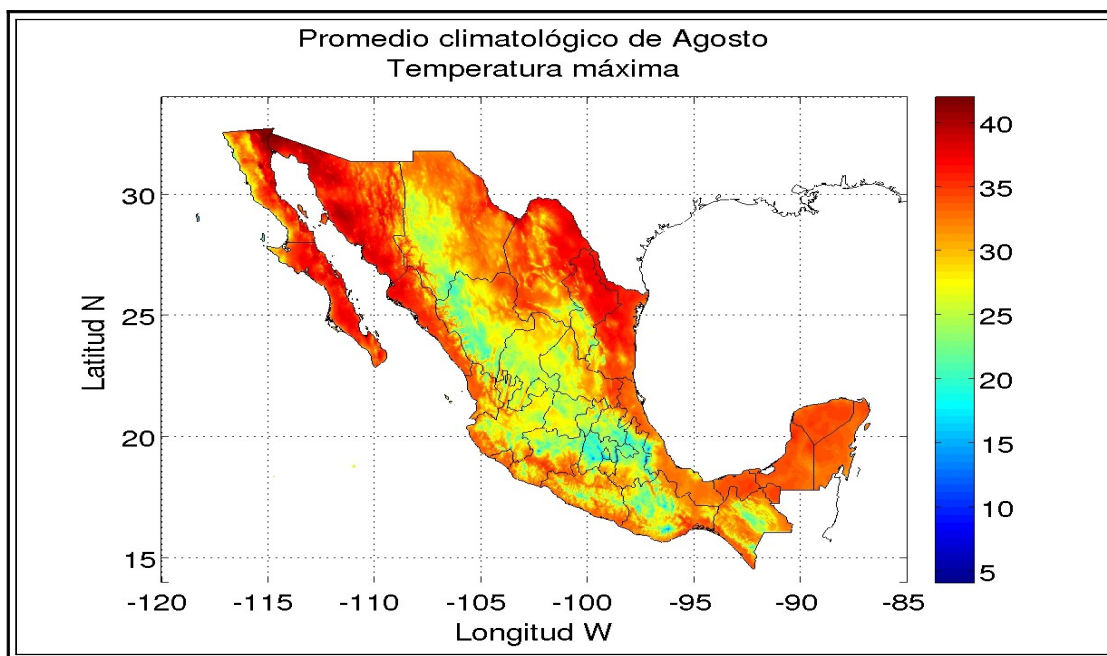 Promedio climatológico de Agosto
Temperatura máxima
Latitud N
30
25
20
15
-120 -115 -110 -105 -100 -95 -90 -85
Longitud W
40
35
30
25
20
15
10
5